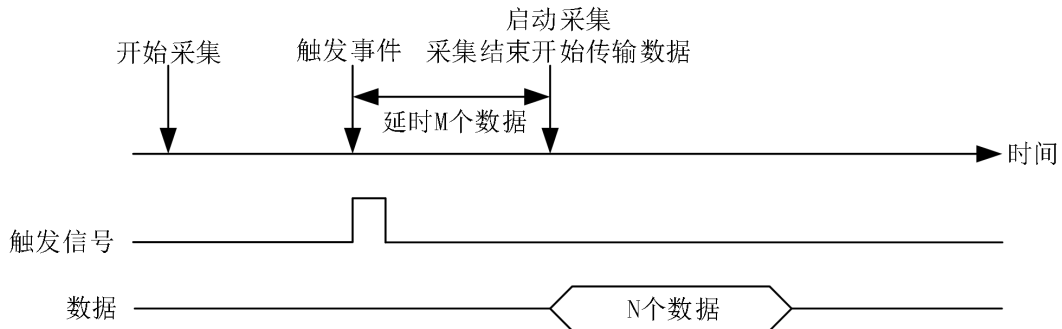 启动采集
开始采集
触发事件
采集结束开始传输数据
延时M个数据
时间
触发信号
数据
N个数据